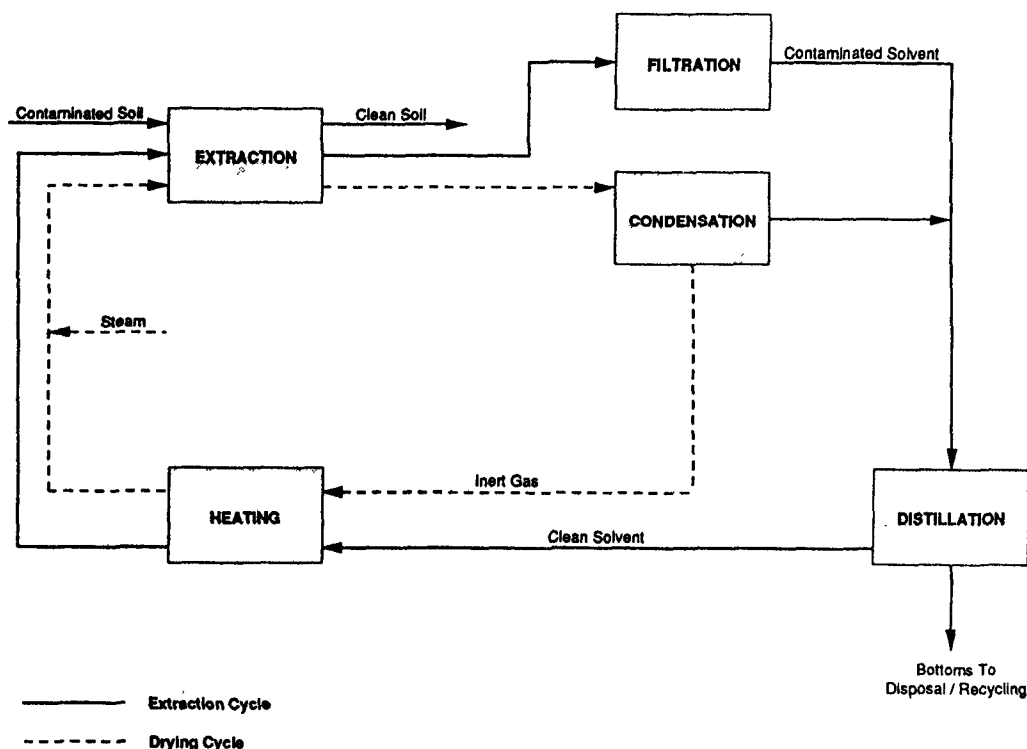 FILTRATION
Contaminated Solvent
Contaminated Soil
Clean Soil
EXTRACTION
CONDENSATION
Steam
Inert Gas
HEATING
DISTILLATION
Clean Solvent
Bottoms To
Disposal / Recycling
Extraction Cycle
Drying Cycle